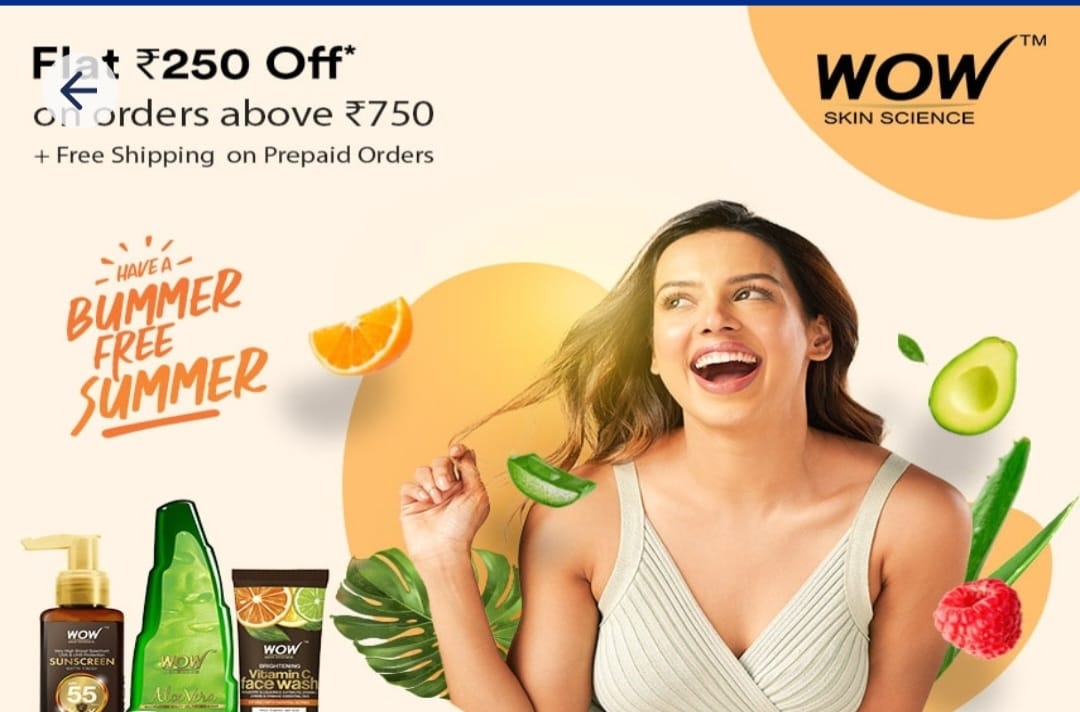 Flat ₹250 Off*
on orders above ₹750
+ Free Shipping on Prepaid Orders
WOW™
SKIN SCIENCE
HAVE A
BUMMER
FREE
SUMMER
WOW
SUNSCREEN
55
WOW
Aloe Vera
WOW
BRIGHTENING
Vitamin C
face wash